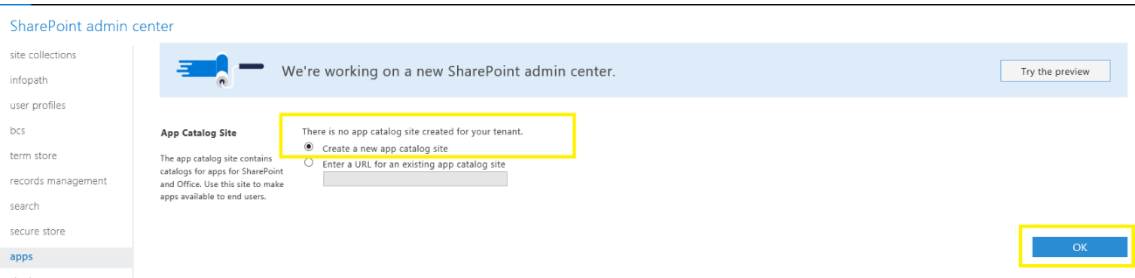 SharePoint admin center
site collections
infopath
user profiles
bcs
term store
records management
search
secure store
apps
We're working on a new SharePoint admin center.
Try the preview
App Catalog Site
The app catalog site contains
catalogs for apps for SharePoint
and Office. Use this site to make
apps available to end users.
There is no app catalog site created for your tenant.
Create a new app catalog site
Enter a URL for an existing app catalog site
OK